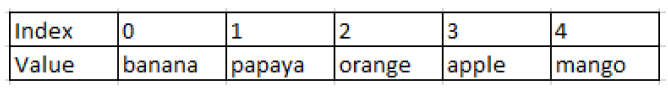 Index 0 1 2 3 4
Value banana papaya orange apple mango